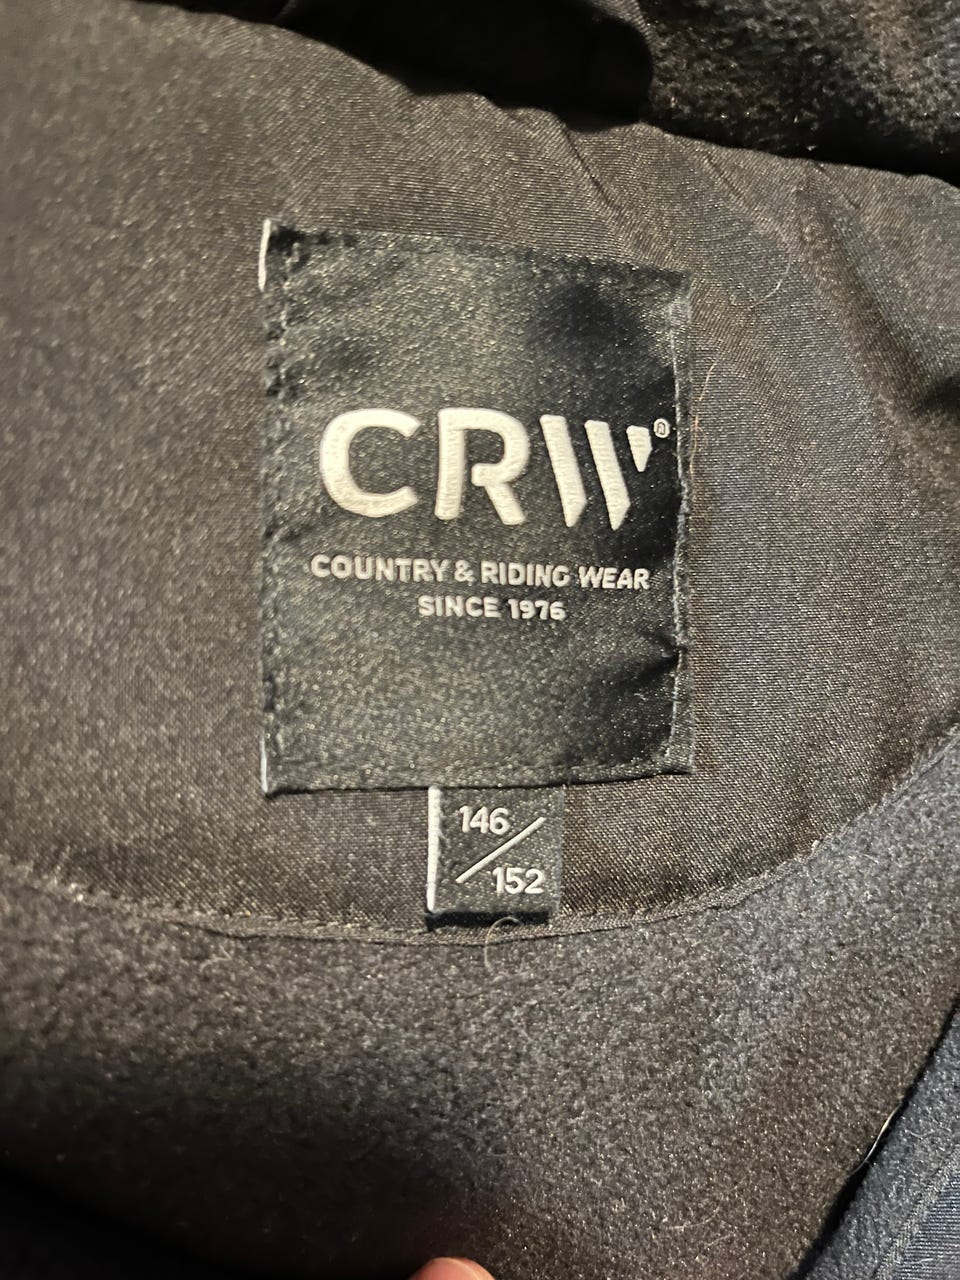 CRW®
COUNTRY & RIDING WEAR
SINCE 1976
146/152